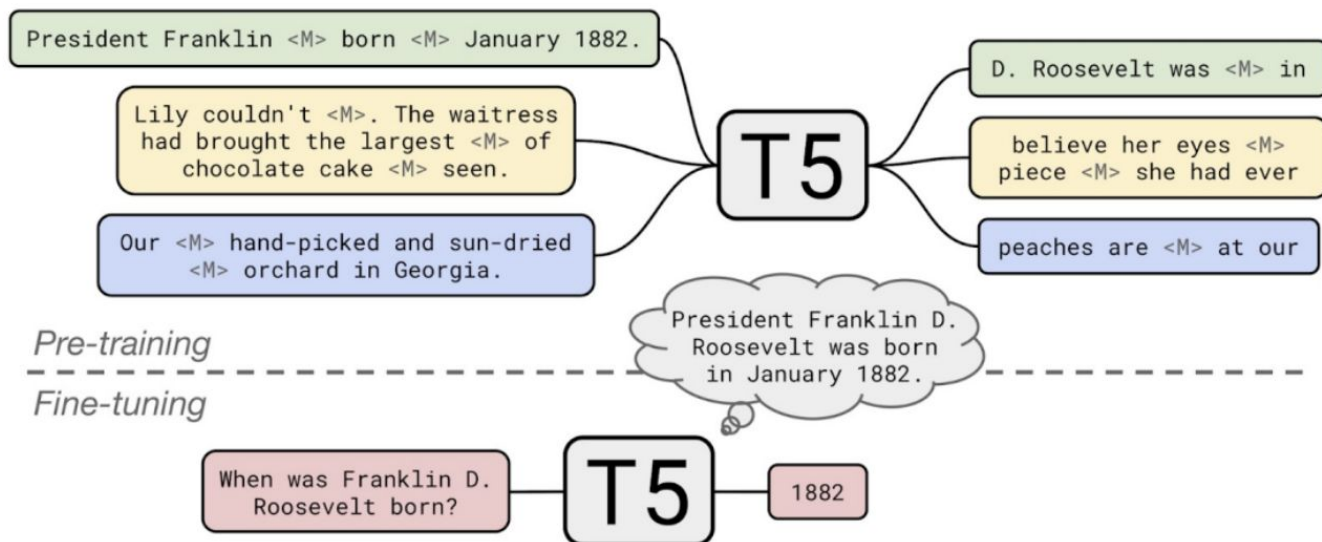 President Franklin <M> born <M> January 1882.
Lily couldn't <M>. The waitress
had brought the largest <M> of
chocolate cake <M> seen.
Our <M> hand-picked and sun-dried
<M> orchard in Georgia.
T5
D. Roosevelt was <M> in
believe her eyes <M>
piece <M> she had ever
peaches are <M> at our
President Franklin D.
Roosevelt was born
in January 1882.
Pre-training
Fine-tuning
When was Franklin D.
Roosevelt born?
T5
1882